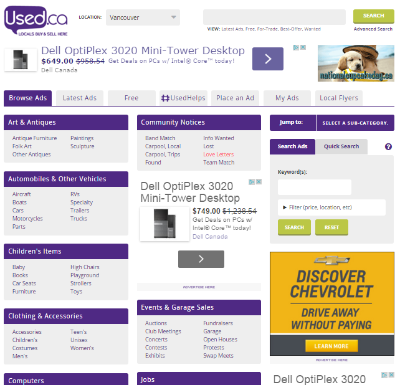 Used.ca
LOCALS BUY & SELL HERE
LOCATION: Vancouver
SEARCH
VIEW: Latest Ads, Free, For-Trade, Best-Offer, Wanted
Advanced Search
Dell OptiPlex 3020 Mini-Tower Desktop
$649.00 $958.54 Get Deals on PCs w/ Intel® Core™ today!
Dell Canada
Browse Ads
Latest Ads
Free
#UsedHelps
Place an Ad
My Ads
Local Flyers
Art & Antiques
Antique Furniture Paintings
Folk Art Sculpture
Other Antiques
Automobiles & Other Vehicles
Aircraft RVs
Boats Specialty
Cars Trailers
Motorcycles Trucks
Parts
Children's Items
Baby High Chairs
Books Playground
Car Seats Strollers
Furniture Toys
Clothing & Accessories
Accessories Teen's
Children's Unisex
Costumes Women's
Men's
Computers
Community Notices
Band Match Info Wanted
Carpool, Local Lost
Carpool, Trips Love Letters
Found Team Match
Dell OptiPlex 3020
Mini-Tower Desktop
$749.00 $1,238.54
Get Deals on PCs w/
Intel® Core™ today!
Dell Canada
ADVERTISE HERE
Events & Garage Sales
Auctions Fundraisers
Club Meetings Garage
Concerts Open Houses
Contests Protests
Exhibits Swap Meets
Jobs
Jump to: SELECT A SUB-CATEGORY.
Search Ads
Quick Search
Keyword(s):
Filter (price, location, etc)
SEARCH
RESET
DISCOVER
CHEVROLET
DRIVE AWAY
WITHOUT PAYING
LEARN MORE
ADVERTISE HERE
Dell OptiPlex 3020